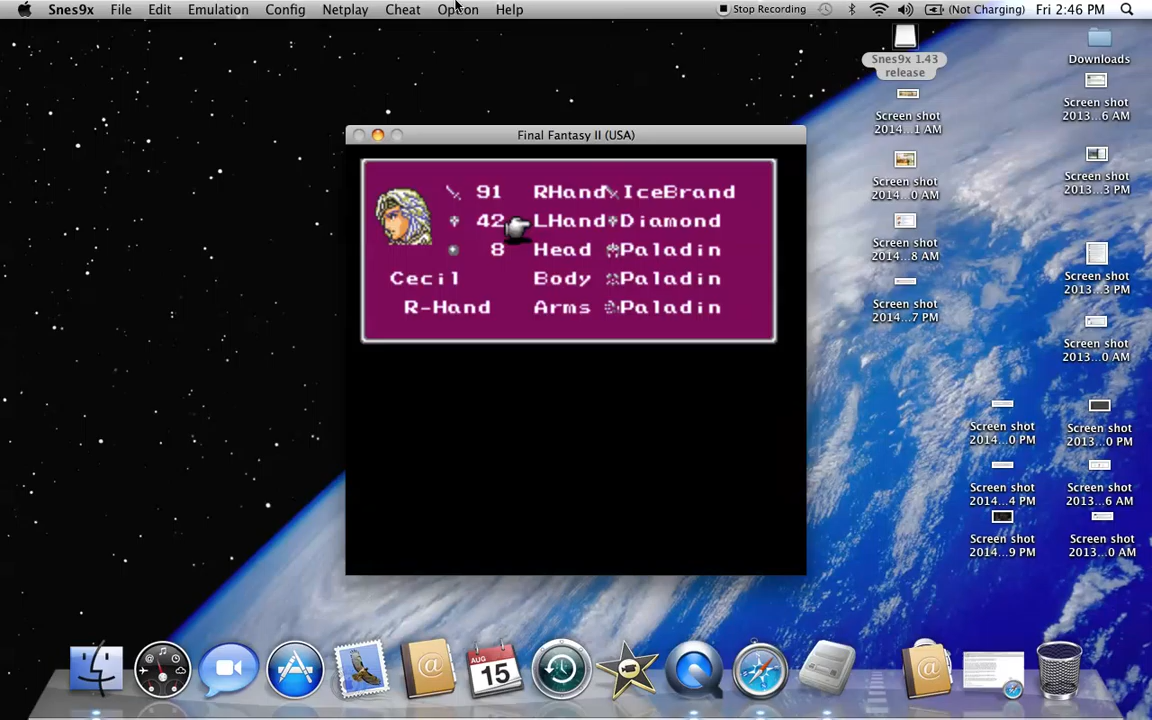 Snes9x File Edit Emulation Config Netplay Cheat Option Help Stop Recording (Not Charging) Fri 2:46 PM
Snes9x 1.43
release
Downloads
Screen shot
2014...1 AM
Screen shot
2013...6 AM
Screen shot
2014...0 AM
Screen shot
2013...3 PM
Screen shot
2014...8 AM
Screen shot
2013...3 PM
Screen shot
2014...7 PM
Screen shot
2013...0 AM
Screen shot
2014...0 PM
Screen shot
2013...0 PM
Screen shot
2014...4 PM
Screen shot
2013...6 AM
Screen shot
2014...9 PM
Screen shot
2013...0 AM
Final Fantasy II (USA)
91 RHand IceBrand
42 LHand Diamond
8 Head Paladin
Cecil Body Paladin
R-Hand Arms Paladin
AUG
15